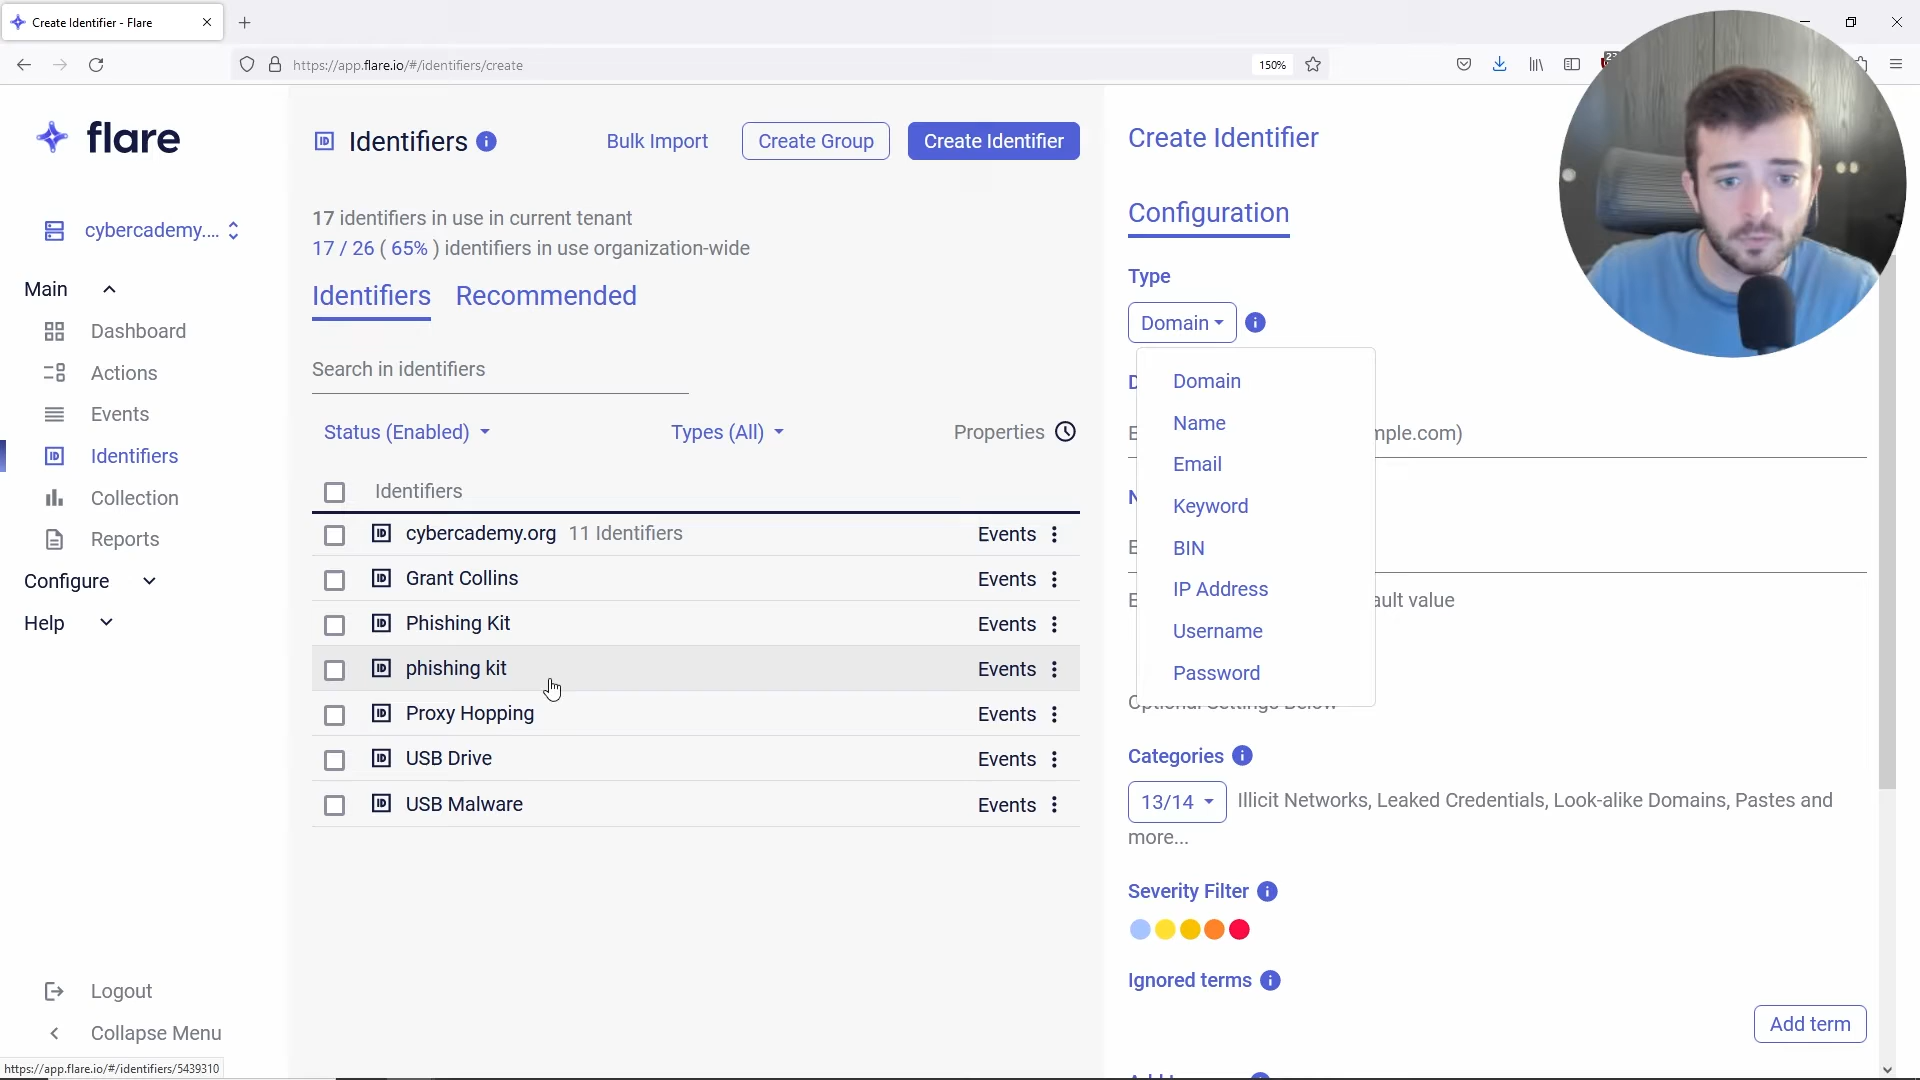 Create Identifier - Flare
https://app.flare.io/#/identifiers/create
150%
flare
cybercademy....
Main
Dashboard
Actions
Events
Identifiers
Collection
Reports
Configure
Help
Logout
Collapse Menu
https://app.flare.io/#/identifiers/5439310
Identifiers
Bulk Import
Create Group
Create Identifier
17 identifiers in use in current tenant
17 / 26 ( 65% ) identifiers in use organization-wide
Identifiers
Recommended
Search in identifiers
Status (Enabled)
Types (All)
Properties
Identifiers
cybercademy.org 11 Identifiers Events
Grant Collins Events
Phishing Kit Events
phishing kit Events
Proxy Hopping Events
USB Drive Events
USB Malware Events
Create Identifier
Configuration
Type
Domain
Domain
Name
Email
Keyword
BIN
IP Address
Username
Password
mple.com)
ault value
Optional Settings Below
Categories
13/14 Illicit Networks, Leaked Credentials, Look-alike Domains, Pastes and
more...
Severity Filter
Ignored terms
Add term